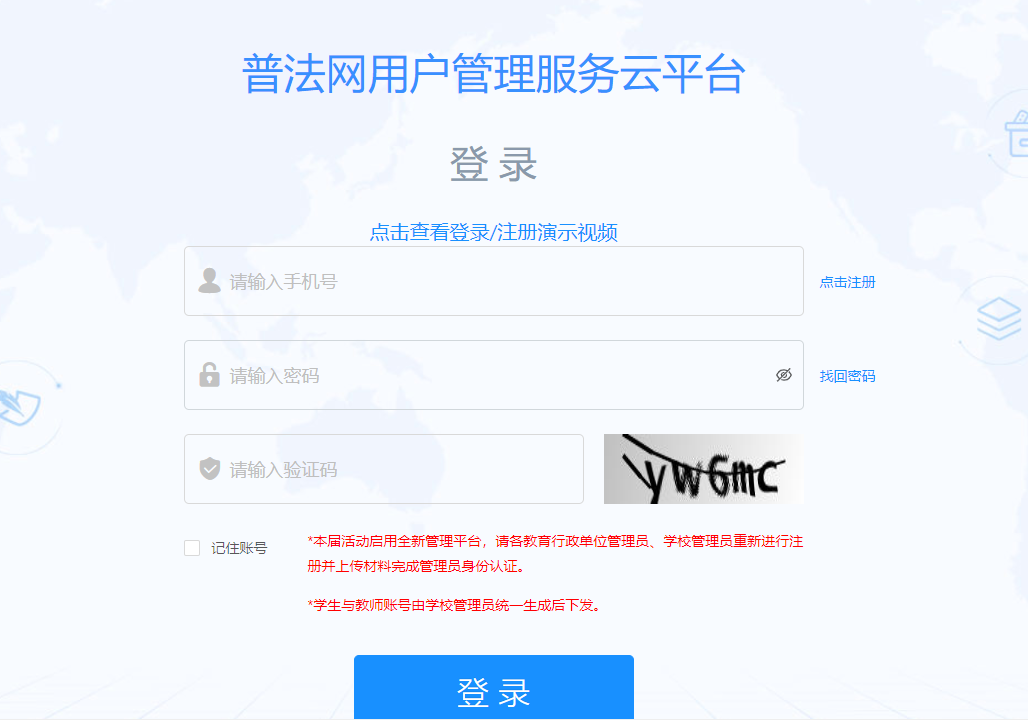 普法网用户管理服务云平台
登 录
点击查看登录/注册演示视频
请输入手机号
点击注册
请输入密码
找回密码
请输入验证码
yw6mc
记住账号
*本届活动启用全新管理平台，请各教育行政单位管理员、学校管理员重新进行注
册并上传材料完成管理员身份认证。
*学生与教师账号由学校管理员统一生成后下发。
登 录